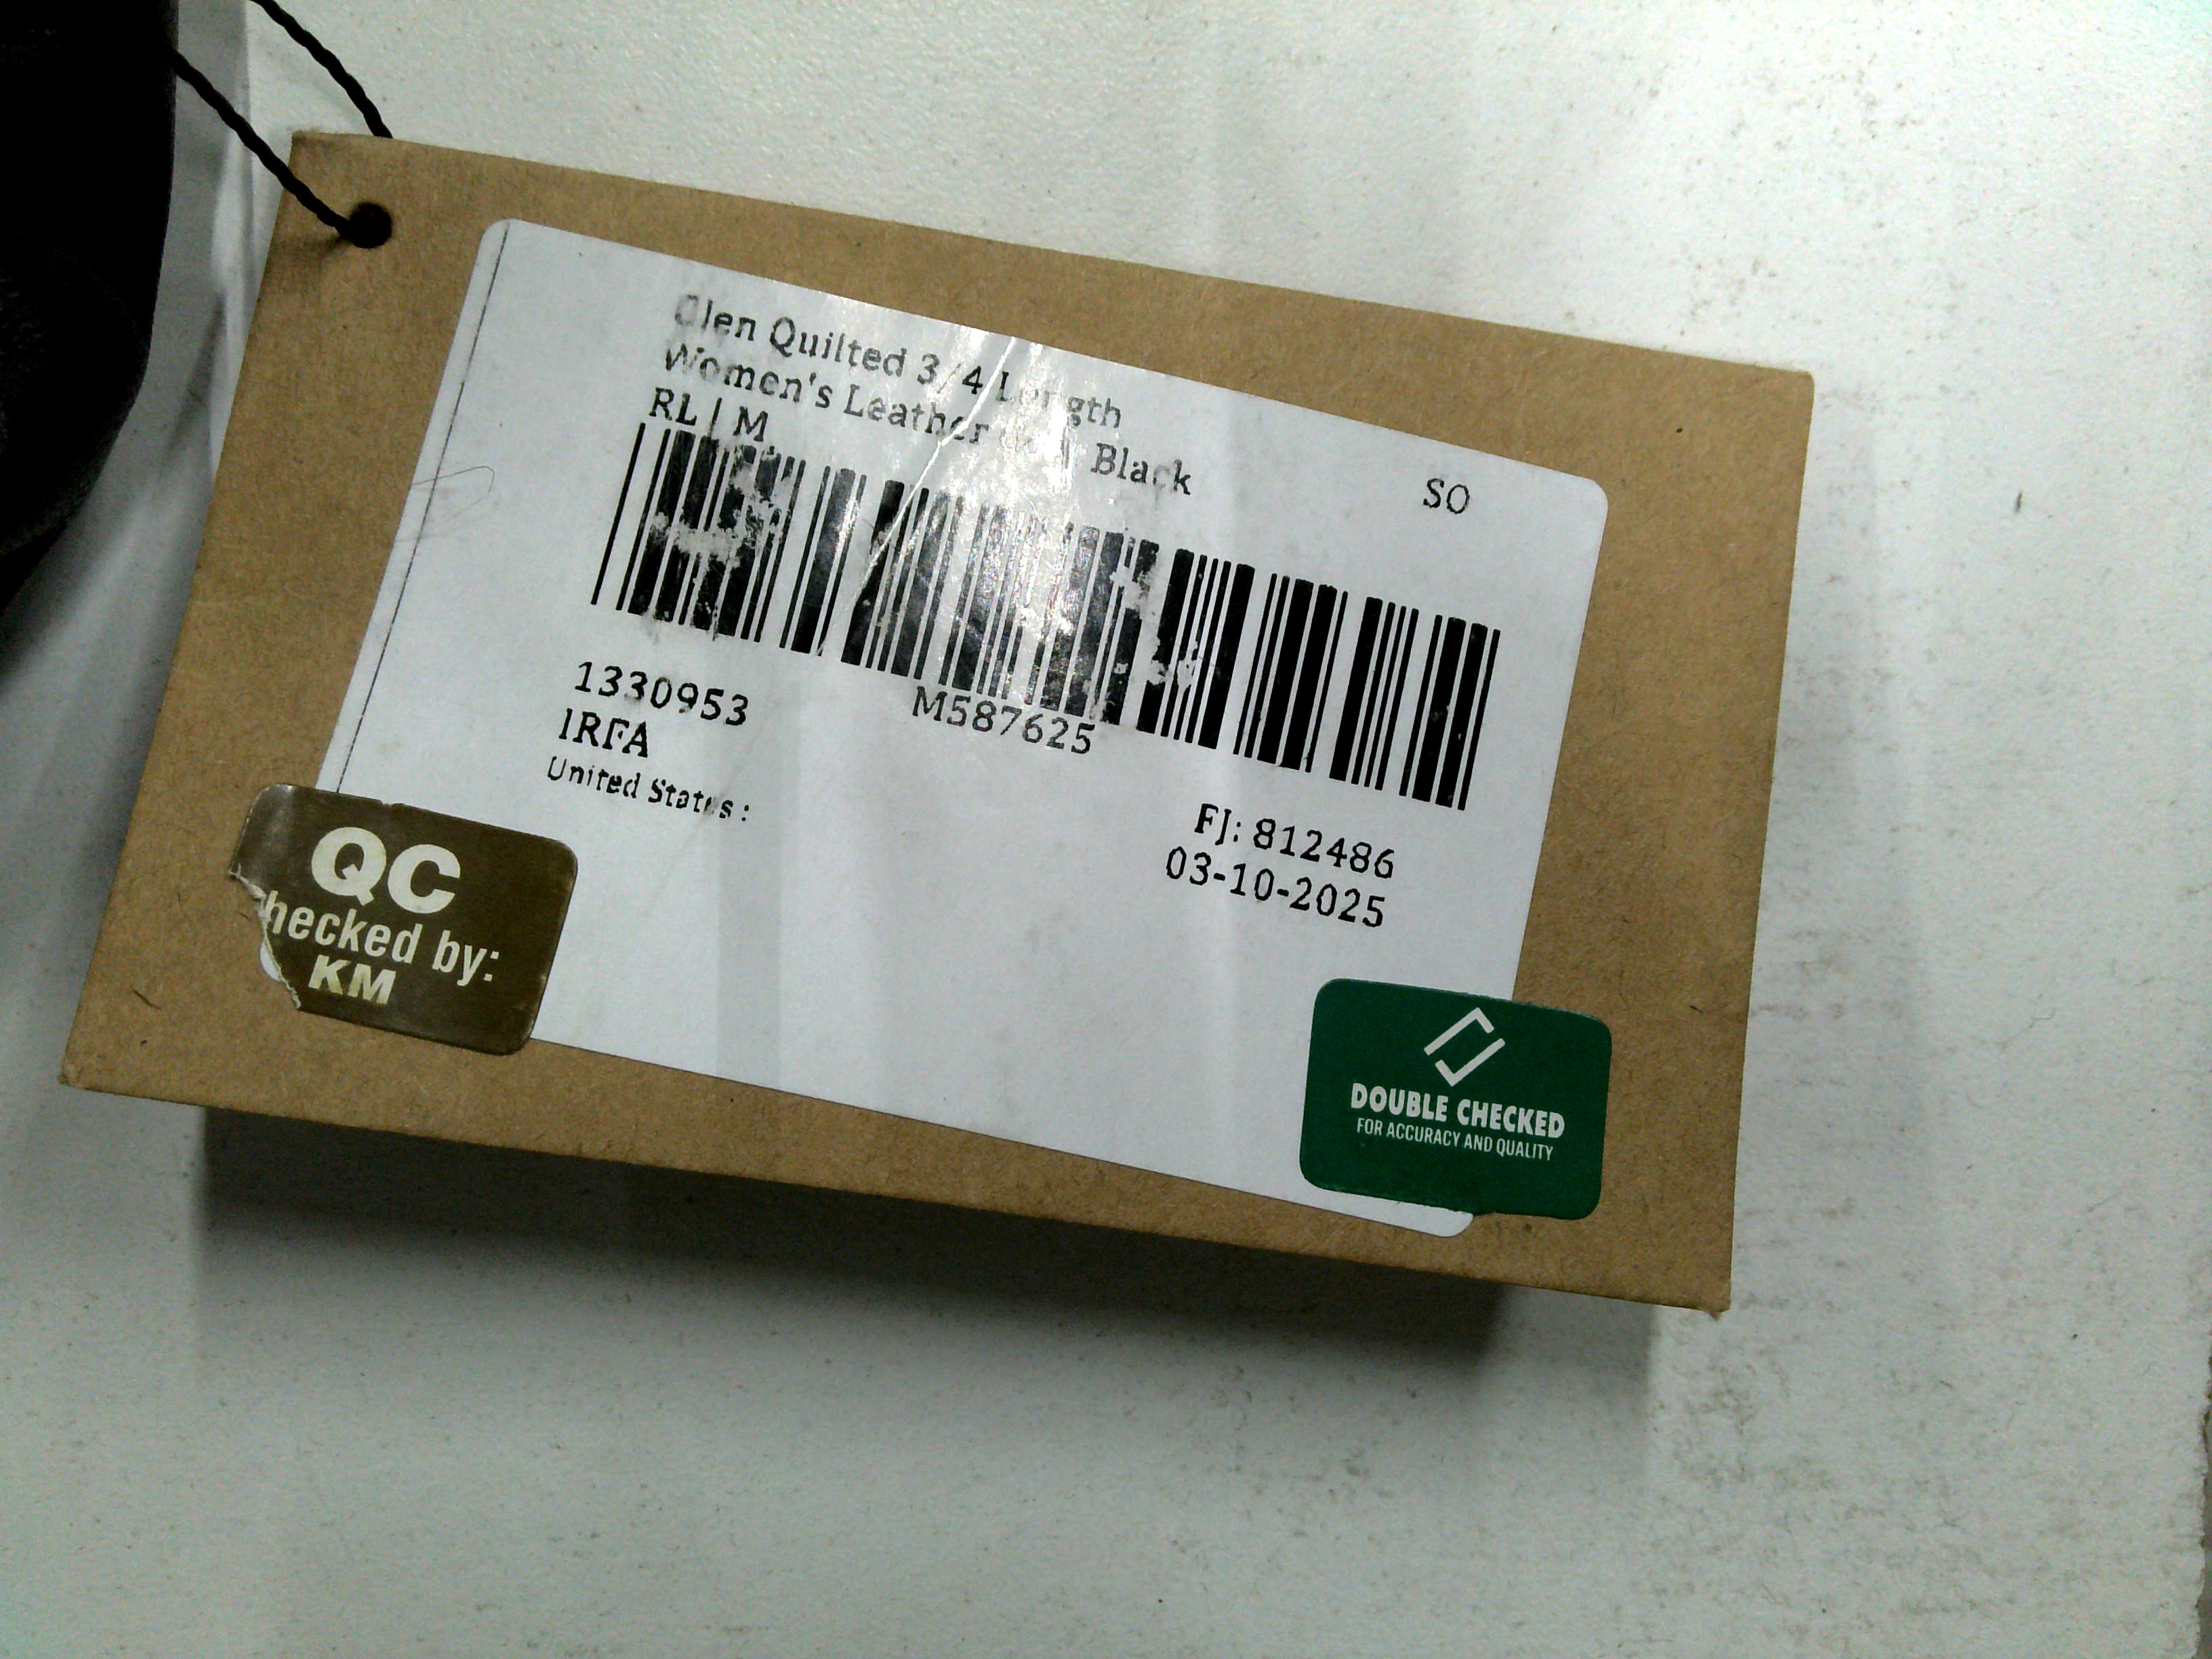 Glen Quilted 3/4 Length
Women's Leather Black
RL | M
SO
1330953
M587625
IRFA
United States :
FJ: 812486
03-10-2025
QC
hecked by:
KM
DOUBLE CHECKED
FOR ACCURACY AND QUALITY